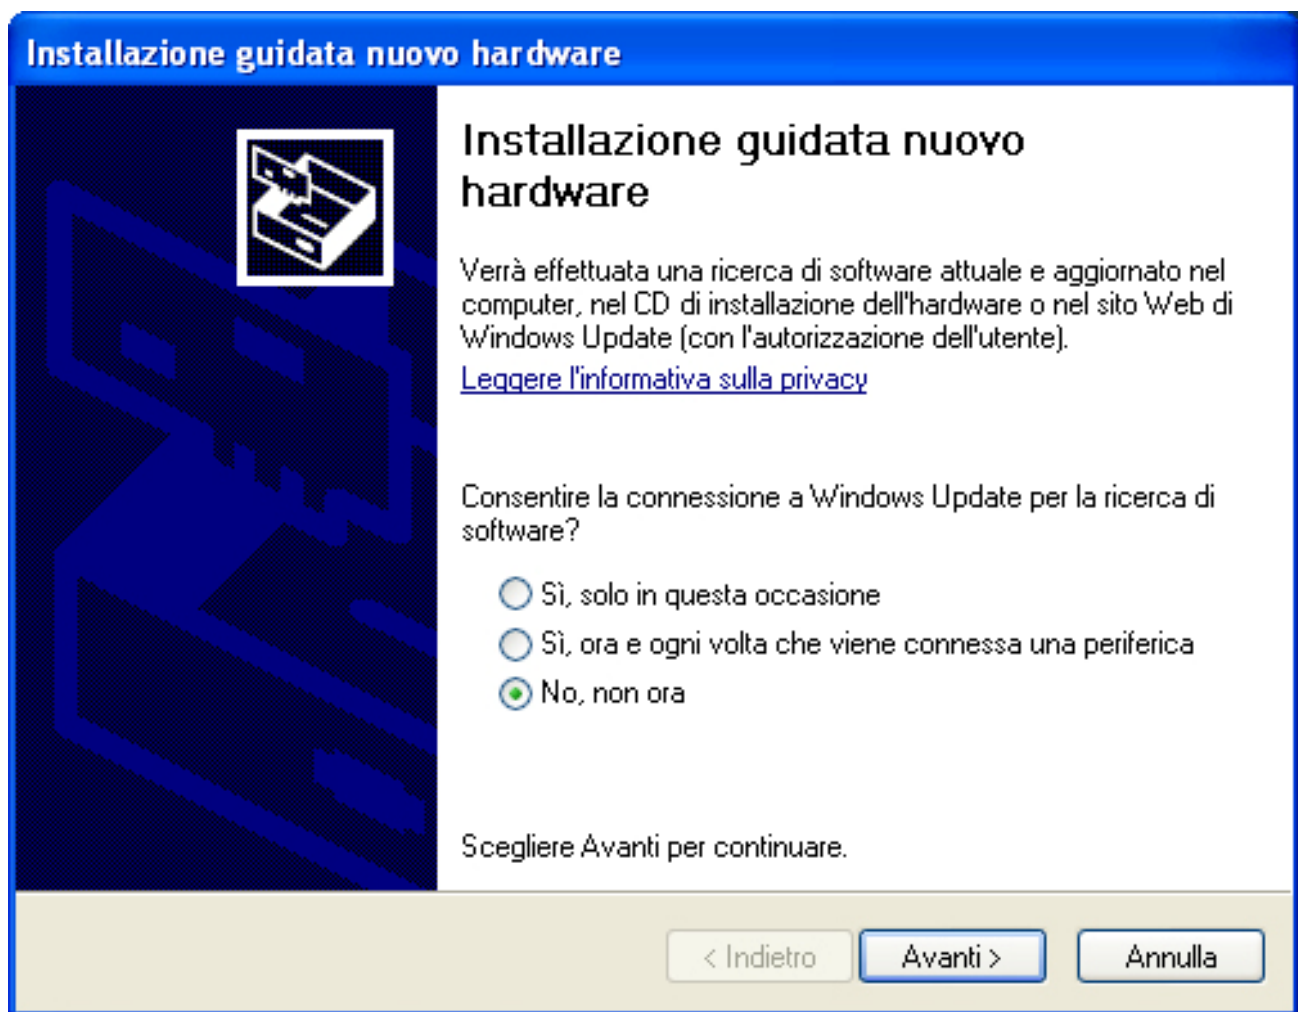 Installazione guidata nuovo hardware
Installazione guidata nuovo
hardware
Verrà effettuata una ricerca di software attuale e aggiornato nel
computer, nel CD di installazione dell'hardware o nel sito Web di
Windows Update (con l'autorizzazione dell'utente).
Leggere l'informativa sulla privacy
Consentire la connessione a Windows Update per la ricerca di
software?
Sì, solo in questa occasione
Sì, ora e ogni volta che viene connessa una periferica
No, non ora
Scegliere Avanti per continuare.
< Indietro
Avanti >
Annulla